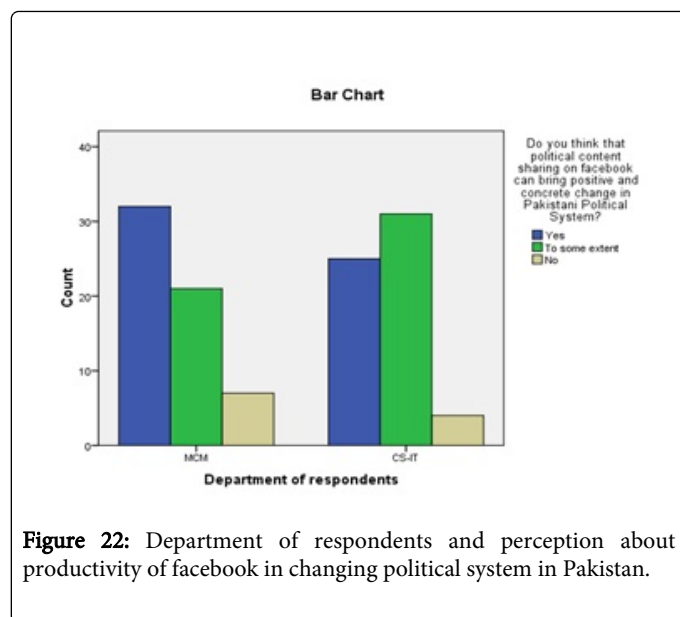 Bar Chart
Do you think that
political content
sharing on facebook
can bring positive and
concrete change in
Pakistani Political
System?
Yes
To some extent
No
Count
40
30
20
10
0
MCM
CS-IT
Department of respondents
Figure 22: Department of respondents and perception about
productivity of facebook in changing political system in Pakistan.